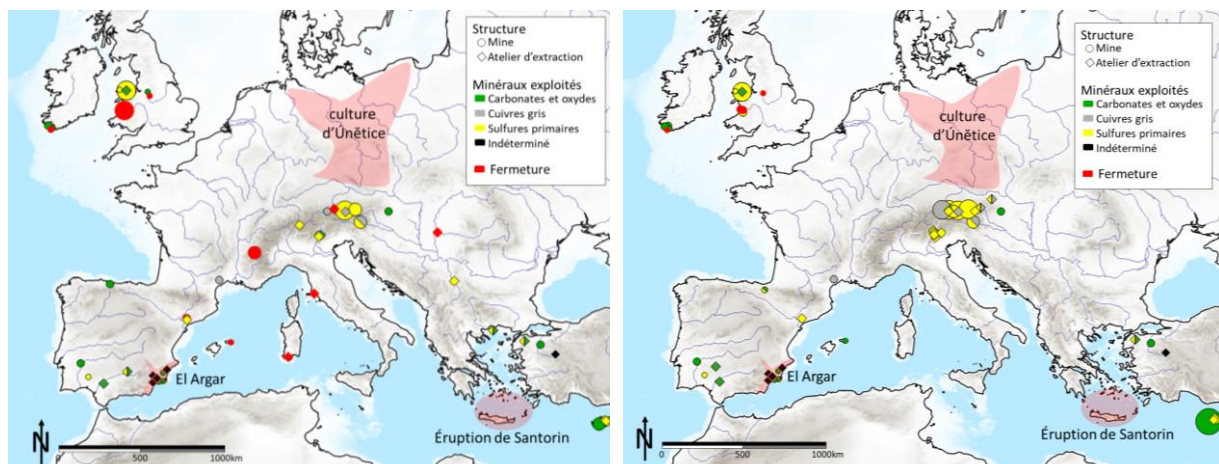 Structure
Mine
Atelier d'extraction
Minéraux exploités
Carbonates et oxydes
Cuivres gris
Sulfures primaires
Indéterminé
Fermeture
culture
d'Únětice
El Argar
Éruption de Santorin
N
0 500 1000km
Structure
Mine
Atelier d'extraction
Minéraux exploités
Carbonates et oxydes
Cuivres gris
Sulfures primaires
Indéterminé
Fermeture
culture
d'Únětice
El Argar
Éruption de Santorin
N
0 500 1000km